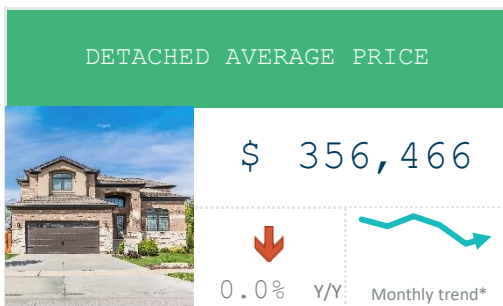 DETACHED AVERAGE PRICE
$ 356,466
0.0% Y/Y
Monthly trend*